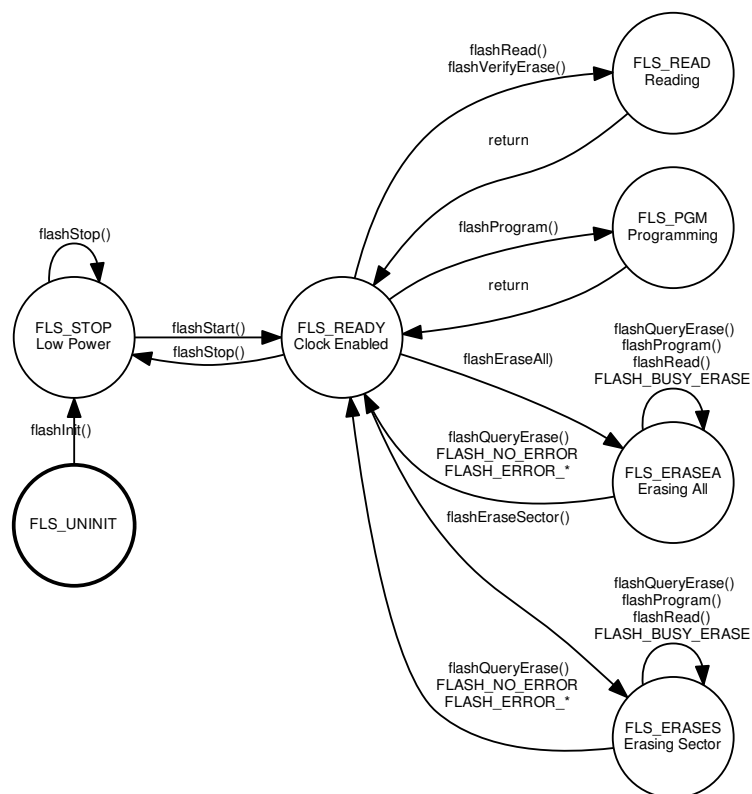 flashRead()
flashVerifyErase()
FLS_READ
Reading
return
flashProgram()
FLS_PGM
Programming
return
flashStop()
FLS_STOP
Low Power
flashStart()
flashStop()
FLS_READY
Clock Enabled
flashEraseAll)
flashQueryErase()
flashProgram()
flashRead()
FLASH_BUSY_ERASE
FLS_ERASEA
Erasing All
flashQueryErase()
FLASH_NO_ERROR
FLASH_ERROR_*
flashInit()
FLS_UNINIT
flashEraseSector()
flashQueryErase()
flashProgram()
flashRead()
FLASH_BUSY_ERASE
FLS_ERASES
Erasing Sector
flashQueryErase()
FLASH_NO_ERROR
FLASH_ERROR_*